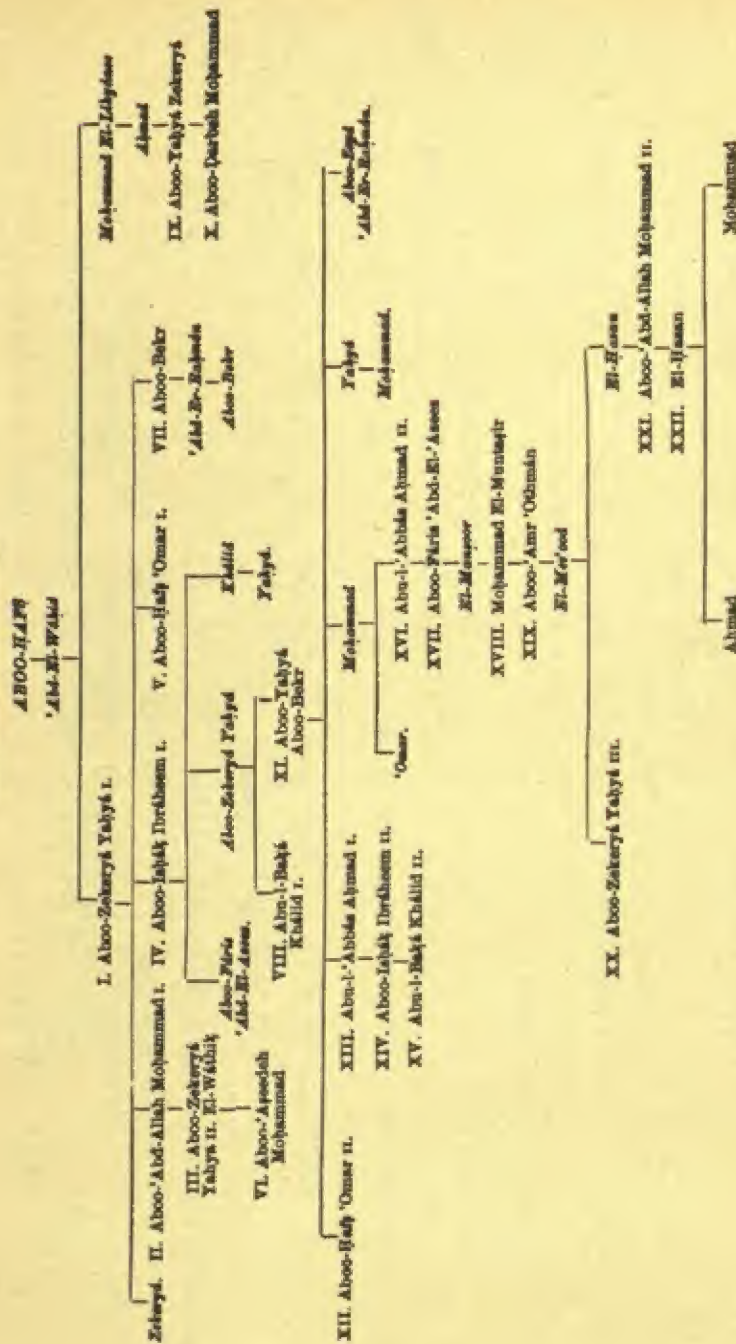 ABOO-ḤAFṢ
'Abd-El-Wáḥid
I. Aboo-Zekeryá Yaḥyá I.
Moḥammad El-Liḥyánee
Aḥmad
IX. Aboo-Yaḥyá Zekeryá
X. Aboo-Ḍarbeh Moḥammad
Zekeryá.
II. Aboo-'Abd-Allah Moḥammad I.
IV. Aboo-Isḥáḳ Ibráheem I.
V. Aboo-Ḥafṣ 'Omar I.
VII. Aboo-Bekr
III. Aboo-Zekeryá
Yaḥya II. El-Wáthiḳ
VI. Aboo-'Aṣeedeh
Moḥammad
Aboo-Fáris
'Abd-El-Azeez.
Aboo-Zekeryá Yaḥyá
Khálid
Yaḥyá.
'Abd-Er-Raḥmán
Aboo-Bekr
VIII. Abu-l-Baḳá
Khálid I.
XI. Aboo-Yaḥyá
Aboo-Bekr
XII. Aboo-Ḥafṣ 'Omar II.
XIII. Abu-l-'Abbás Aḥmad I.
XIV. Aboo-Isḥáḳ Ibráheem II.
XV. Abu-l-Baḳá Khálid II.
Moḥammad
Yaḥyá
Moḥammad.
Aboo-Zeyd
'Abd-Er-Raḥmán.
'Omar.
XVI. Abu-l-'Abbás Aḥmad II.
XVII. Aboo-Fáris 'Abd-El-'Azeez
El-Manṣoor
XVIII. Moḥammad El-Muntaṣir
XIX. Aboo-'Amr 'Othmán
El-Mes'ood
XX. Aboo-Zekeryá Yaḥyá III.
El-Ḥasan
XXI. Aboo-'Abd-Allah Moḥammad II.
XXII. El-Ḥasan
Aḥmad
Moḥammad